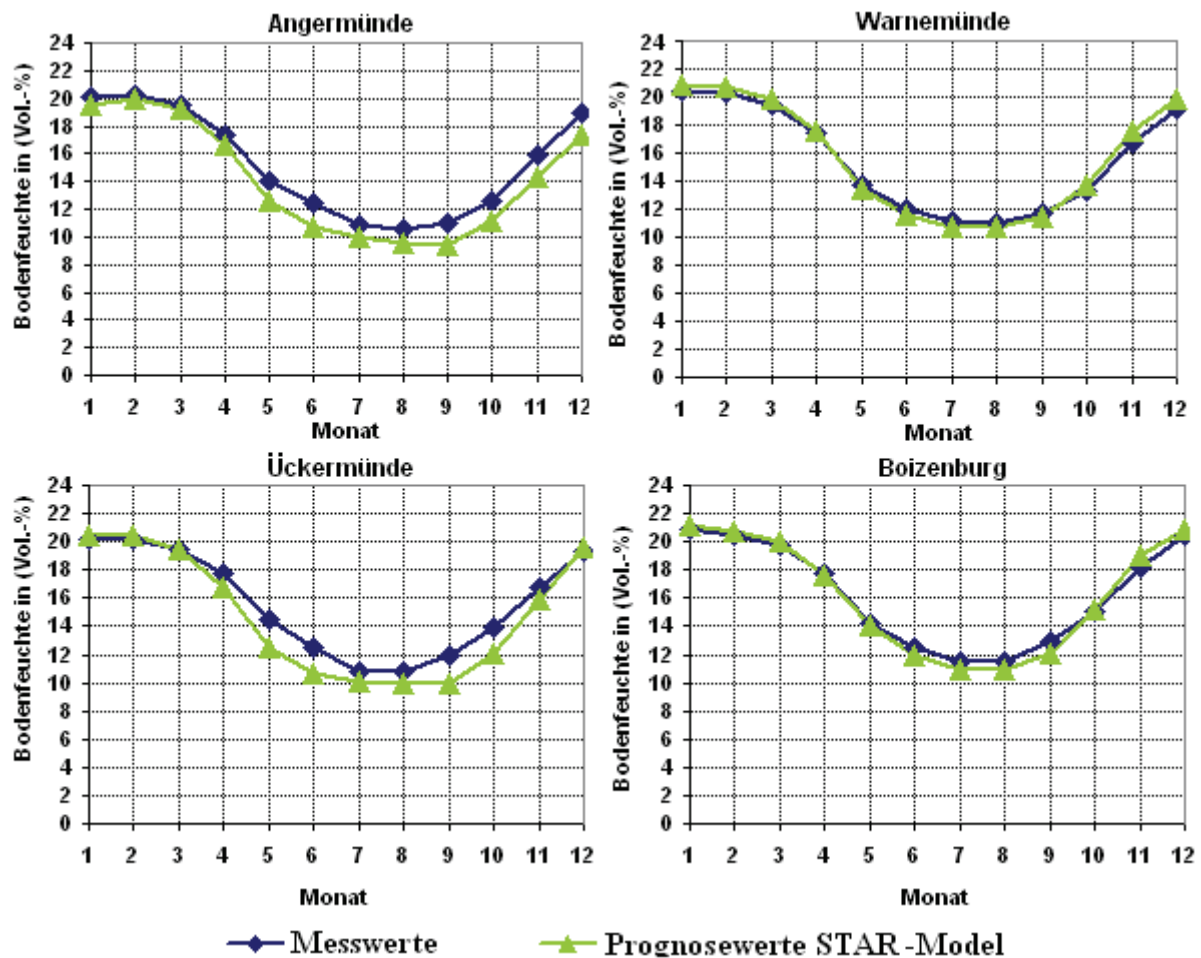 Angermünde
Bodenfeuchte in (Vol.-%)
24
22
20
18
16
14
12
10
8
6
4
2
0
1 2 3 4 5 6 7 8 9 10 11 12
Monat
Warnemünde
Bodenfeuchte in (Vol.-%)
24
22
20
18
16
14
12
10
8
6
4
2
0
1 2 3 4 5 6 7 8 9 10 11 12
Monat
Ückermünde
Bodenfeuchte in (Vol.-%)
24
22
20
18
16
14
12
10
8
6
4
2
0
1 2 3 4 5 6 7 8 9 10 11 12
Monat
Boizenburg
Bodenfeuchte in (Vol.-%)
24
22
20
18
16
14
12
10
8
6
4
2
0
1 2 3 4 5 6 7 8 9 10 11 12
Monat
Messwerte
Prognosewerte STAR-Model